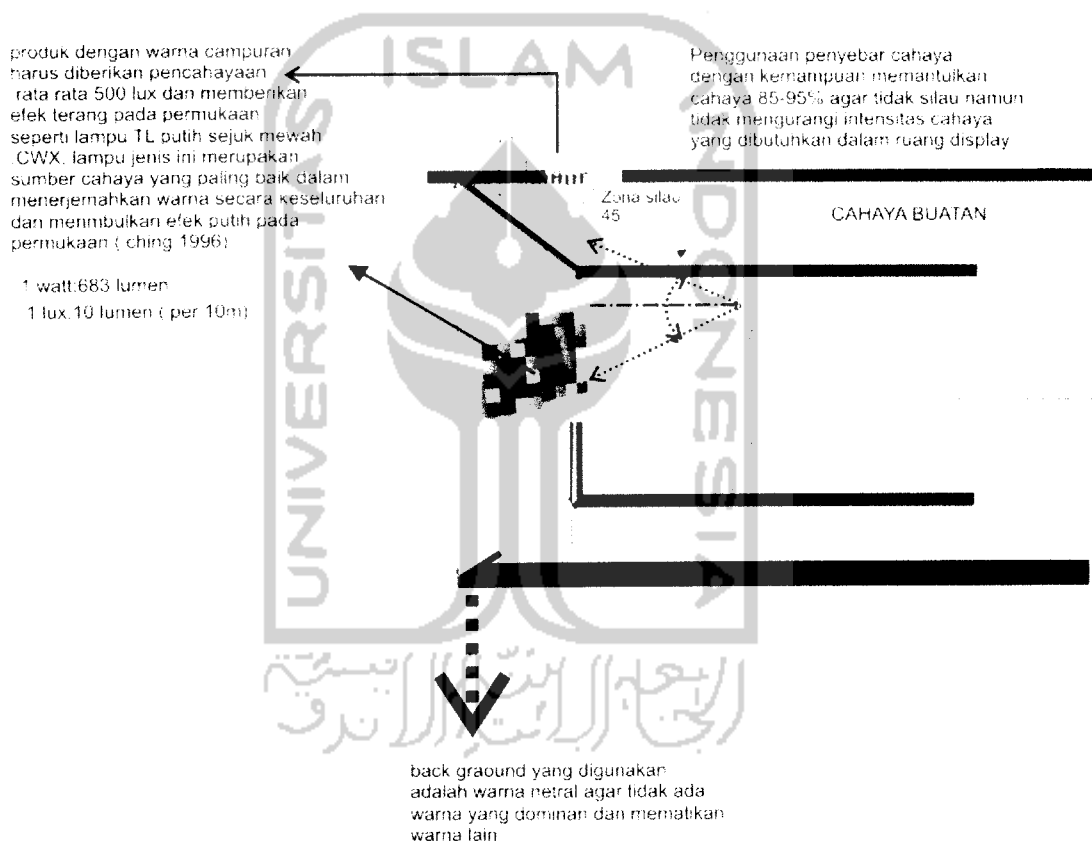 produk dengan warna campuran
harus diberikan pencahayaan
rata rata 500 lux dan memberikan
efek terang pada permukaan
seperti lampu TL putih sejuk mewah
.CWX. lampu jenis ini merupakan
sumber cahaya yang paling baik dalam
menerjemahkan warna secara keseluruhan
dan menimbulkan efek putih pada
permukaan ( ching 1996)
1 watt:683 lumen
1 lux.10 lumen ( per 10m)
Penggunaan penyebar cahaya
dengan kemampuan memantulkan
cahaya 85-95% agar tidak silau namun
tidak mengurangi intensitas cahaya
yang dibutuhkan dalam ruang display
Zona silau
45
CAHAYA BUATAN
back graound yang digunakan
adalah warna netral agar tidak ada
warna yang dominan dan mematikan
warna lain
UNIVERSITAS
ISLAM
INDONESIA